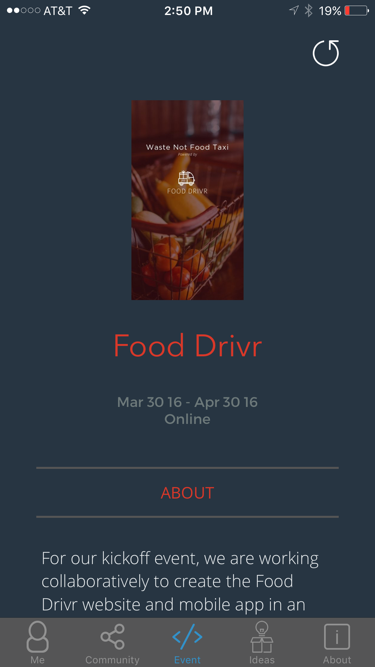 AT&T 2:50 PM 19%
Waste Not Food Taxi
FOOD DRIVR
Food Drivr
Mar 30 16 - Apr 30 16
Online
ABOUT
For our kickoff event, we are working
collaboratively to create the Food
Drivr website and mobile app in an
Me Community Event Ideas About